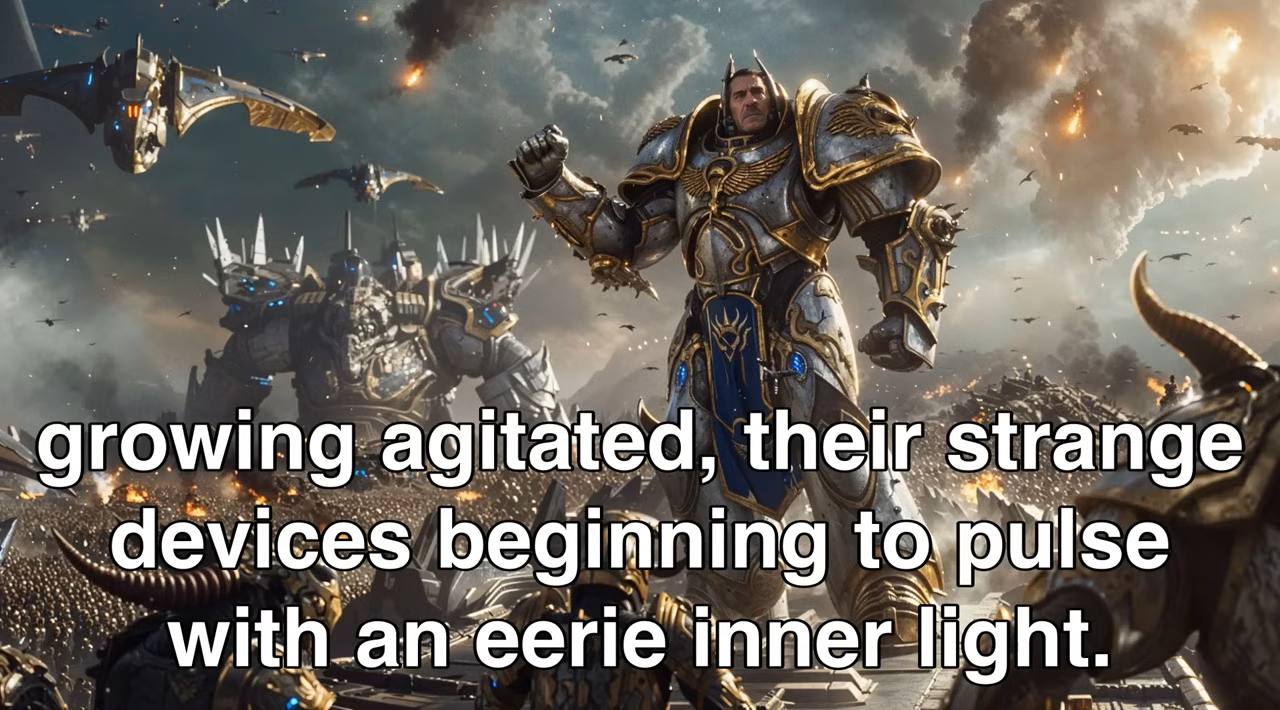 growing agitated, their strange
devices beginning to pulse
with an eerie inner light.